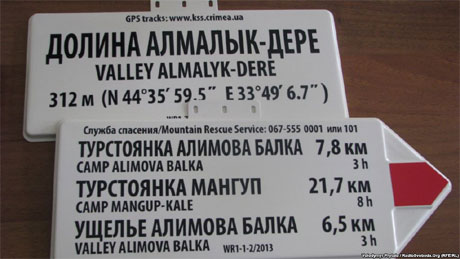 GPS tracks: www.kss.crimea.ua
ДОЛИНА АЛМАЛЫК-ДЕРЕ
VALLEY ALMALYK-DERE
312 м (N 44°35´59.5˝ E 33°49´6.7˝)
Служба спасения/Mountain Rescue Service: 067-555 0001 или 101
ТУРСТОЯНКА АЛИМОВА БАЛКА 7,8 км
CAMP ALIMOVA BALKA 3 h
ТУРСТОЯНКА МАНГУП 21,7 км
CAMP MANGUP-KALE 8 h
УЩЕЛЬЕ АЛИМОВА БАЛКА 6,5 км
VALLEY ALIMOVA BALKA WR1-1-2/2013 3 h